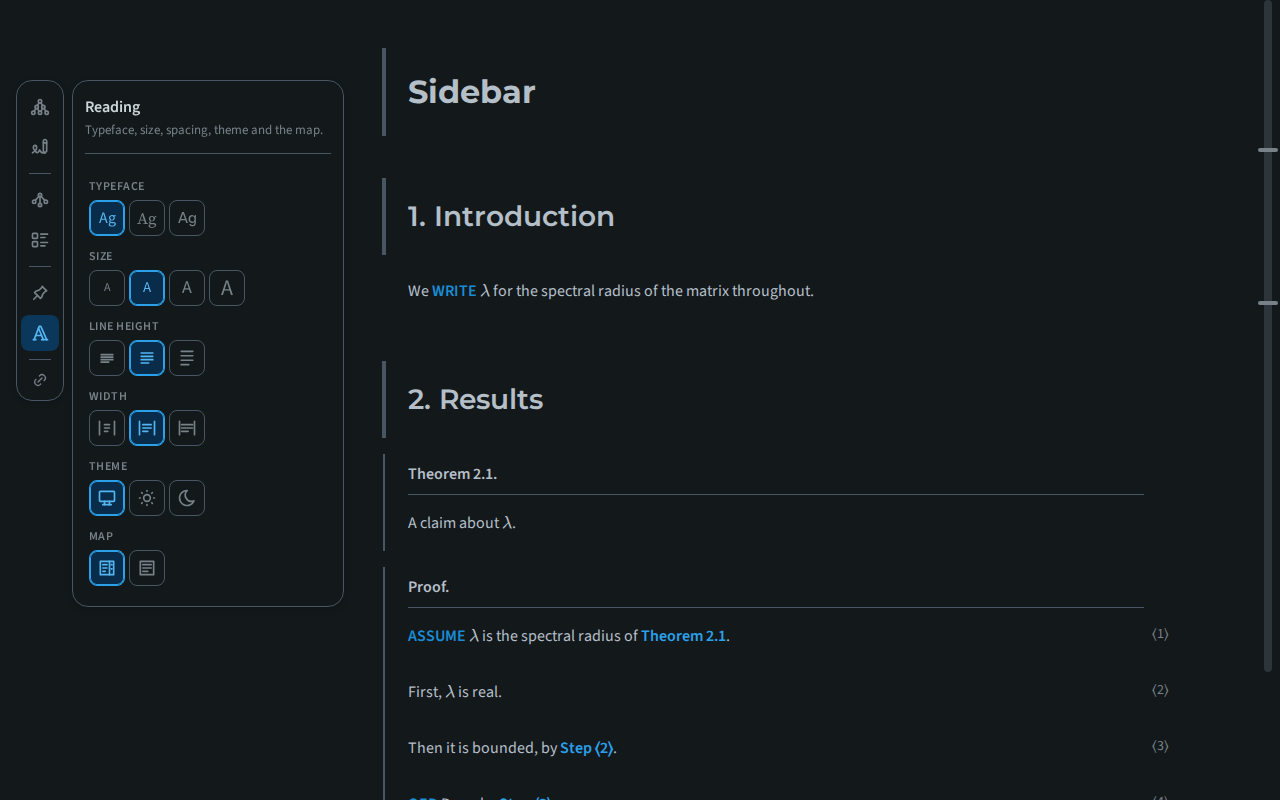 Reading
Typeface, size, spacing, theme and the map.
TYPEFACE
Ag Ag Ag
SIZE
A A A A
LINE HEIGHT
WIDTH
THEME
MAP
Sidebar
1. Introduction
We WRITE λ for the spectral radius of the matrix throughout.
2. Results
Theorem 2.1.
A claim about λ.
Proof.
ASSUME λ is the spectral radius of Theorem 2.1. ⟨1⟩
First, λ is real. ⟨2⟩
Then it is bounded, by Step ⟨2⟩. ⟨3⟩